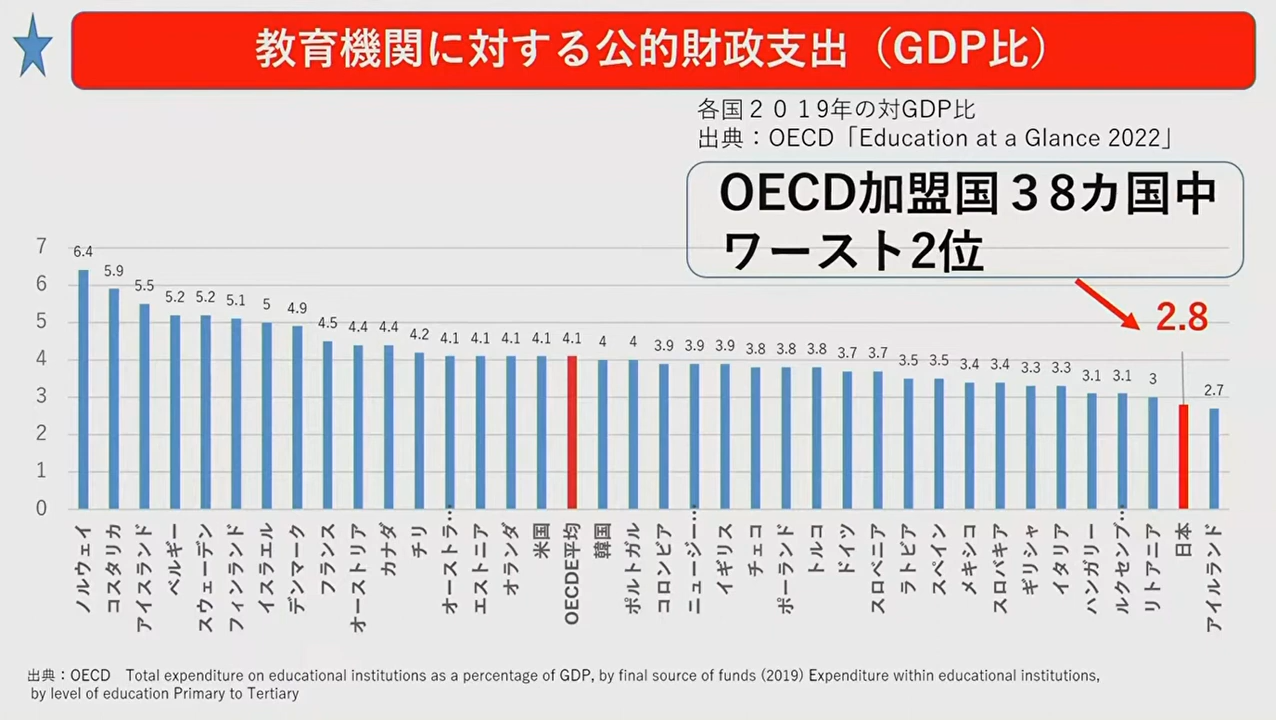 教育機関に対する公的財政支出（GDP比）
各国２０１9年の対GDP比
出典：OECD「Education at a Glance 2022」
OECD加盟国３8カ国中
ワースト2位
2.8
7
6
5
4
3
2
1
0
6.4
5.9
5.5
5.2
5.2
5.1
5
4.9
4.5
4.4
4.4
4.2
4.1
4.1
4.1
4.1
4.1
4
4
3.9
3.9
3.9
3.8
3.8
3.8
3.7
3.7
3.5
3.5
3.4
3.4
3.3
3.3
3.1
3.1
3
2.7
ノルウェイ
コスタリカ
アイスランド
ベルギー
スウェーデン
フィンランド
イスラエル
デンマーク
フランス
オーストリア
カナダ
チリ
オーストラ…
エストニア
オランダ
米国
OECDE平均
韓国
ポルトガル
コロンビア
ニュージー…
イギリス
チェコ
ポーランド
トルコ
ドイツ
スロベニア
ラトビア
スペイン
メキシコ
スロバキア
ギリシャ
イタリア
ハンガリー
ルクセンブ…
リトアニア
日本
アイルランド
出典：OECD　Total expenditure on educational institutions as a percentage of GDP, by final source of funds (2019) Expenditure within educational institutions,
by level of education Primary to Tertiary